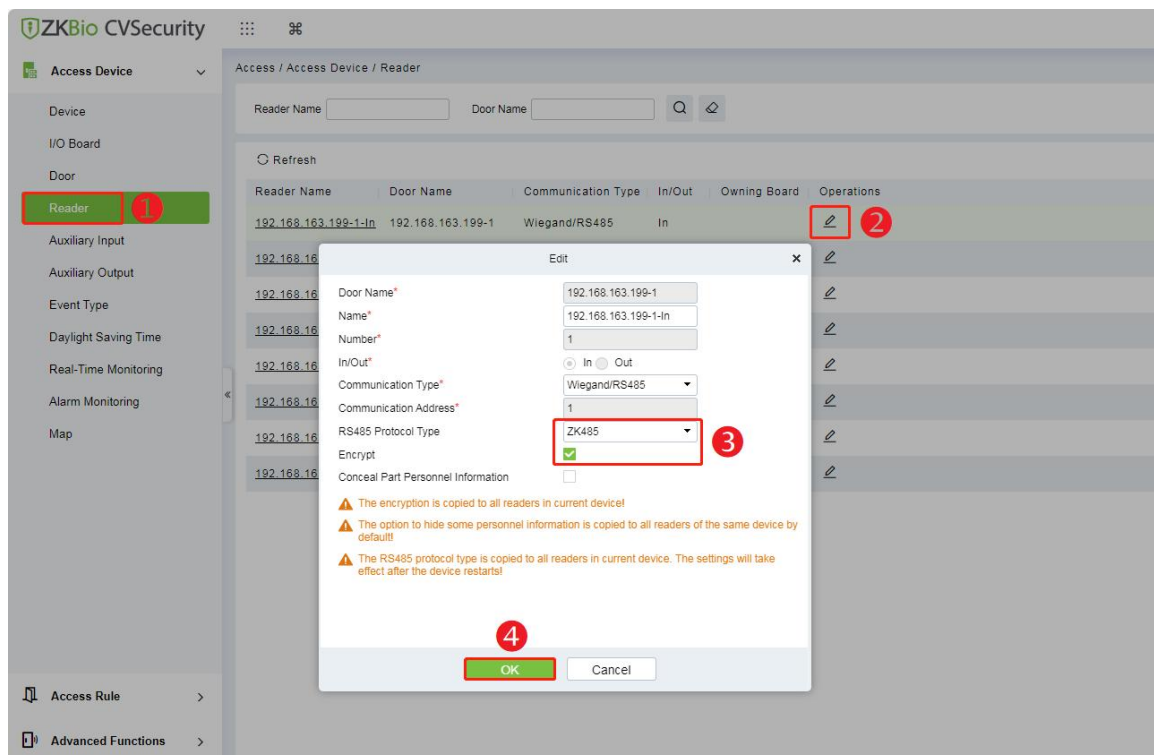 ZKBio CVSecurity
Access Device
Access / Access Device / Reader
Device
I/O Board
Door
Reader
1
Auxiliary Input
Auxiliary Output
Event Type
Daylight Saving Time
Real-Time Monitoring
Alarm Monitoring
Map
Access Rule
Advanced Functions
Reader Name
Door Name
Refresh
Reader Name Door Name Communication Type In/Out Owning Board Operations
192.168.163.199-1-In 192.168.163.199-1 Wiegand/RS485 In
2
192.168.16
192.168.16
192.168.16
192.168.16
192.168.16
192.168.16
192.168.16
Edit
Door Name* 192.168.163.199-1
Name* 192.168.163.199-1-In
Number* 1
In/Out* In Out
Communication Type* Wiegand/RS485
Communication Address* 1
RS485 Protocol Type ZK485
3
Encrypt
Conceal Part Personnel Information
The encryption is copied to all readers in current device!
The option to hide some personnel information is copied to all readers of the same device by
default!
The RS485 protocol type is copied to all readers in current device. The settings will take
effect after the device restarts!
4
OK Cancel